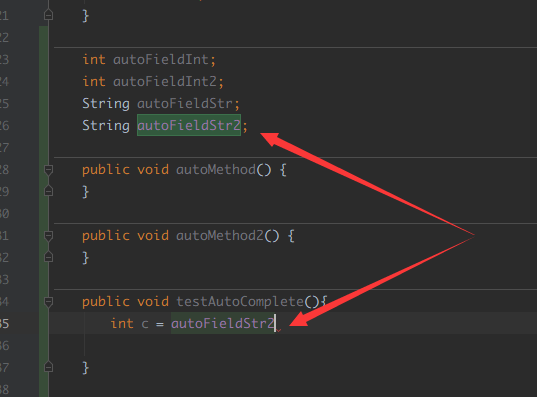 21 }
22
23 int autoFieldInt;
24 int autoFieldInt2;
25 String autoFieldStr;
26 String autoFieldStr2;
27
28 public void autoMethod() {
29 }
30
31 public void autoMethod2() {
32 }
33
34 public void testAutoComplete(){
35 int c = autoFieldStr2
36
37 }
38